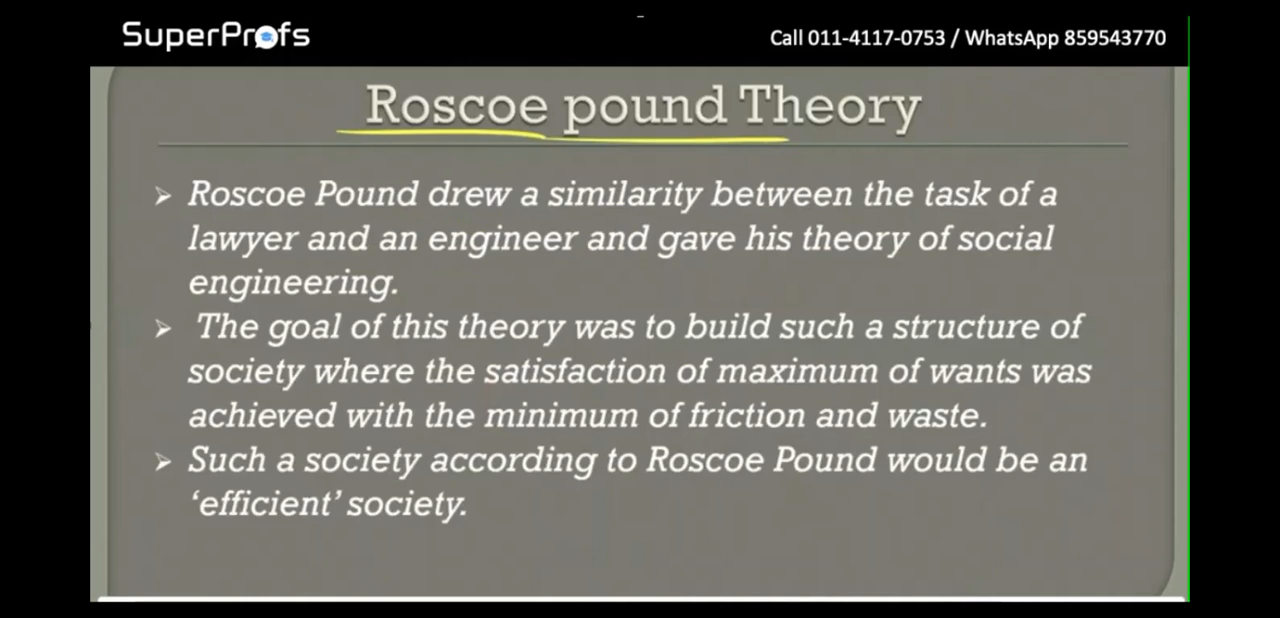 SuperProfs
Call 011-4117-0753 / WhatsApp 859543770
Roscoe pound Theory
➢ Roscoe Pound drew a similarity between the task of a
lawyer and an engineer and gave his theory of social
engineering.
➢ The goal of this theory was to build such a structure of
society where the satisfaction of maximum of wants was
achieved with the minimum of friction and waste.
➢ Such a society according to Roscoe Pound would be an
‘efficient’ society.